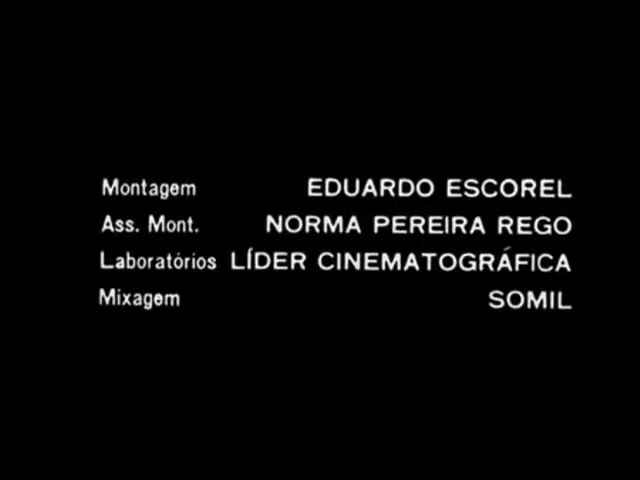 Montagem EDUARDO ESCOREL
Ass. Mont. NORMA PEREIRA REGO
Laboratórios LÍDER CINEMATOGRÁFICA
Mixagem SOMIL